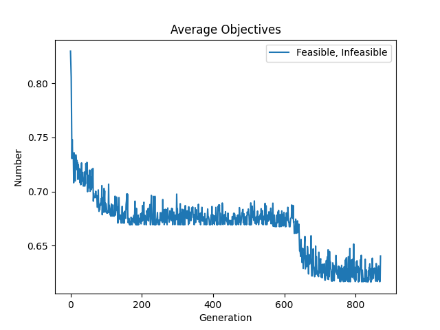 Average Objectives
Feasible, Infeasible
Number
0.80
0.75
0.70
0.65
0
200
400
600
800
Generation